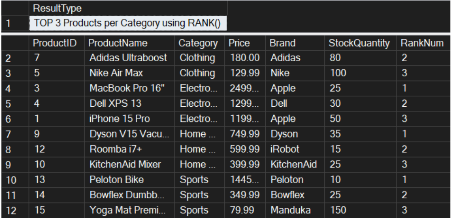 ResultType
1 TOP 3 Products per Category using RANK()
ProductID ProductName Category Price Brand StockQuantity RankNum
2 7 Adidas Ultraboost Clothing 180.00 Adidas 80 2
3 5 Nike Air Max Clothing 129.99 Nike 100 3
4 3 MacBook Pro 16" Electro... 2499... Apple 25 1
5 4 Dell XPS 13 Electro... 1299... Dell 30 2
6 1 iPhone 15 Pro Electro... 1199... Apple 50 3
7 9 Dyson V15 Vacu... Home ... 749.99 Dyson 35 1
8 12 Roomba i7+ Home ... 599.99 iRobot 15 2
9 10 KitchenAid Mixer Home ... 399.99 KitchenAid 25 3
10 13 Peloton Bike Sports 1445... Peloton 10 1
11 14 Bowflex Dumbb... Sports 349.99 Bowflex 25 2
12 15 Yoga Mat Premi... Sports 79.99 Manduka 150 3